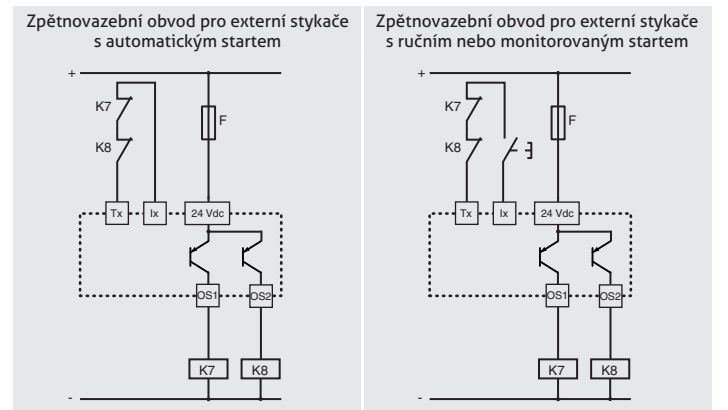 Zpětnovazební obvod pro externí stykače
s automatickým startem
+
K7
K8
F
Tx
Ix
24 Vdc
OS1
OS2
K7
K8
-
Zpětnovazební obvod pro externí stykače
s ručním nebo monitorovaným startem
+
K7
K8
F
Tx
Ix
24 Vdc
OS1
OS2
K7
K8
-